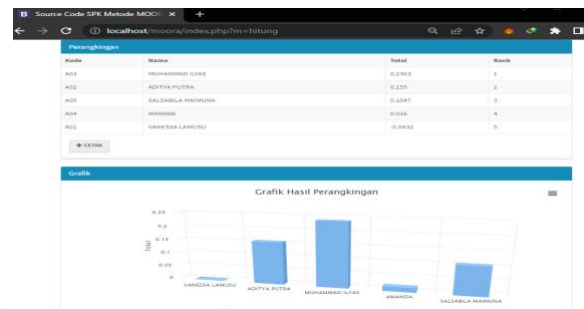 Source Code SPK Metode MOOR
localhost/moora/index.php?m=hitung
Perangkingan
Kode Nama Total Rank
A03 MUHAMMAD ILYAS 0.2363 1
A02 ADITYA PUTRA 0.155 2
A05 SALSABILA MAIMUNA 0.1047 3
A04 AMANDA 0.016 4
A01 VANESSA LAMUSU -0.0432 5
CETAK
Grafik
Grafik Hasil Perangkingan
0.25
0.2
0.15
0.1
0.05
0
Total
VANESSA LAMUSU ADITYA PUTRA MUHAMMAD ILYAS AMANDA SALSABILA MAIMUNA